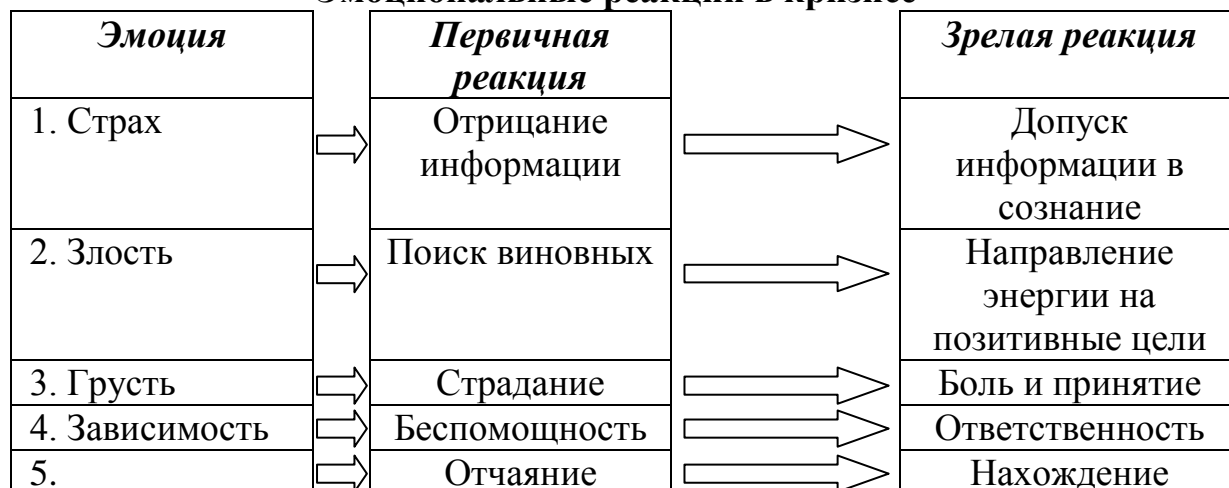 Эмоциональные реакции в кризисе
Эмоция
Первичная
реакция
Зрелая реакция
1. Страх
Отрицание
информации
Допуск
информации в
сознание
2. Злость
Поиск виновных
Направление
энергии на
позитивные цели
3. Грусть
Страдание
Боль и принятие
4. Зависимость
Беспомощность
Ответственность
5.
Отчаяние
Нахождение